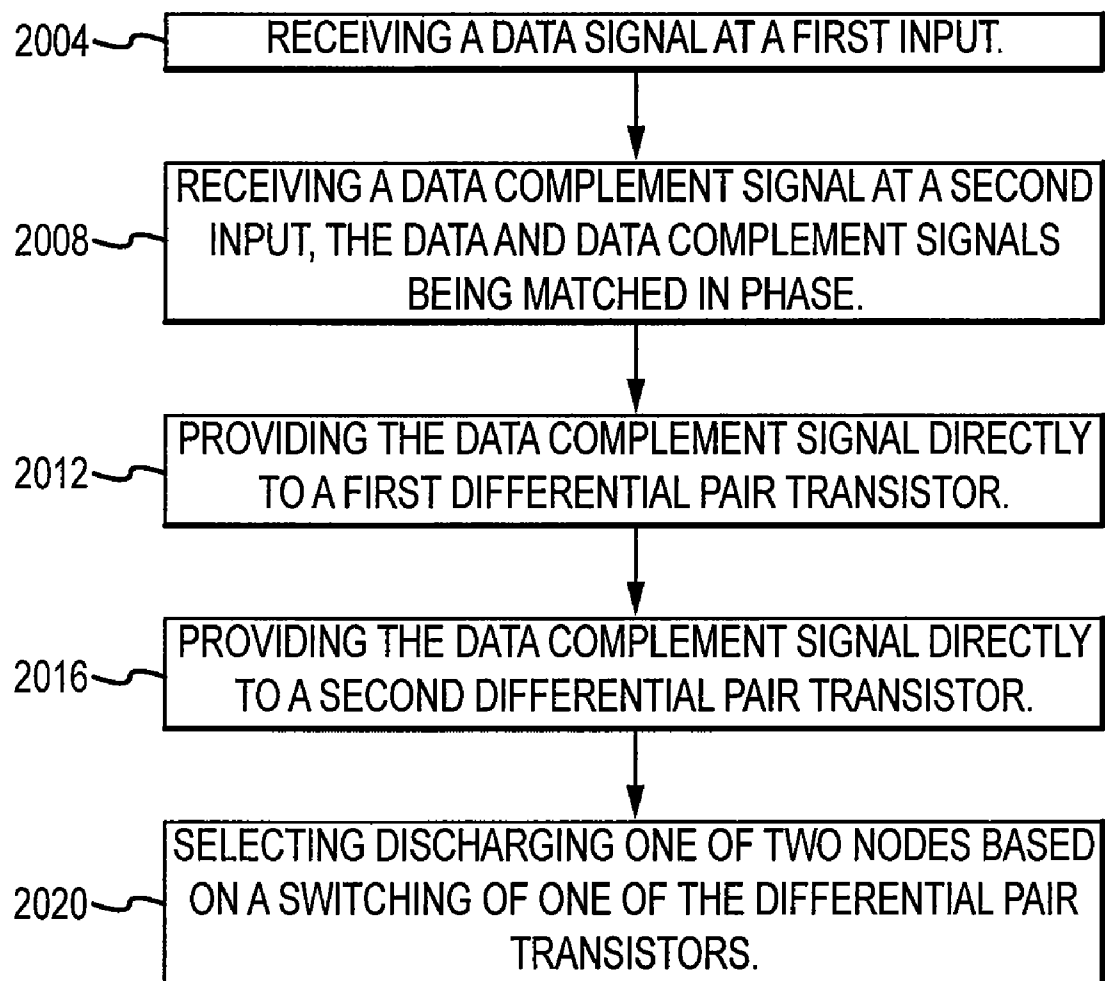 2004
RECEIVING A DATA SIGNAL AT A FIRST INPUT.
RECEIVING A DATA COMPLEMENT SIGNAL AT A SECOND
2008
INPUT, THE DATA AND DATA COMPLEMENT SIGNALS
BEING MATCHED IN PHASE.
PROVIDING THE DATA COMPLEMENT SIGNAL DIRECTLY
2012
TO A FIRST DIFFERENTIAL PAIR TRANSISTOR.
PROVIDING THE DATA COMPLEMENT SIGNAL DIRECTLY
2016
TO A SECOND DIFFERENTIAL PAIR TRANSISTOR.
SELECTING DISCHARGING ONE OF TWO NODES BASED
2020
ON A SWITCHING OF ONE OF THE DIFFERENTIAL PAIR
TRANSISTORS.